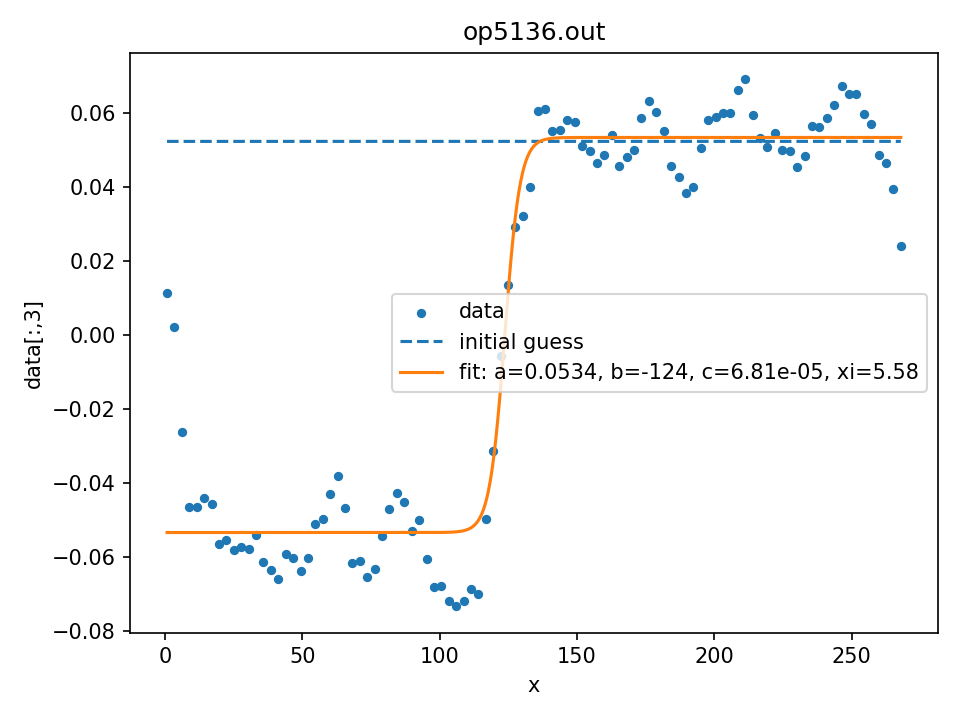 op5136.out
0.06
0.04
0.02
0.00
−0.02
−0.04
−0.06
−0.08
data[:,3]
data
initial guess
fit: a=0.0534, b=-124, c=6.81e-05, xi=5.58
0 50 100 150 200 250
x